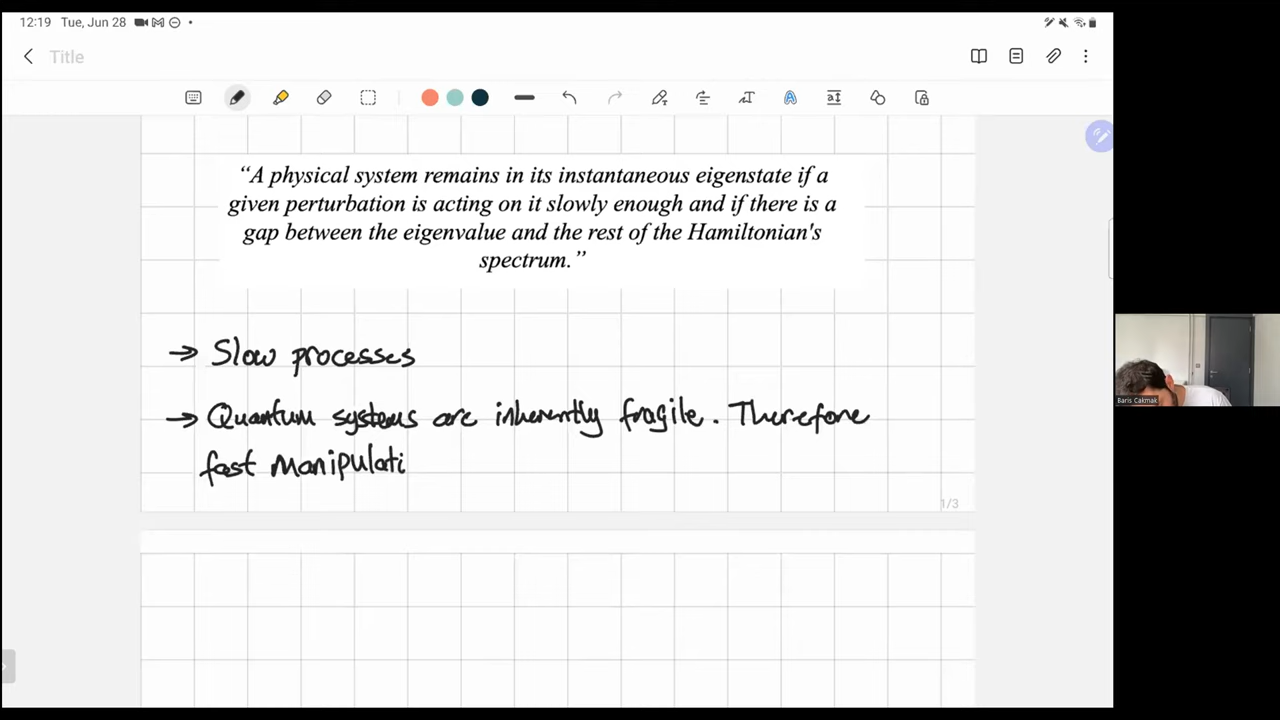 12:19 Tue, Jun 28
Title
“A physical system remains in its instantaneous eigenstate if a
given perturbation is acting on it slowly enough and if there is a
gap between the eigenvalue and the rest of the Hamiltonian's
spectrum.”
→ Slow processes
→ Quantum systems are inherently fragile. Therefore
fast manipulati
1/3
Baris Cakmak